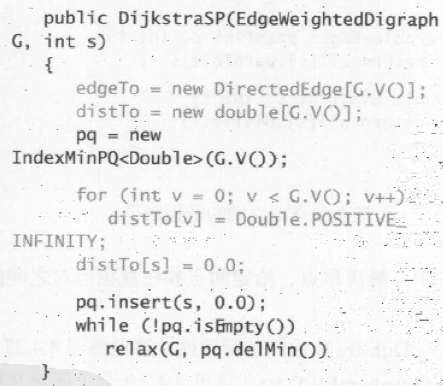 public DijkstraSP(EdgeWeightedDigraph
G, int s)
{
edgeTo = new DirectedEdge[G.V()];
distTo = new double[G.V()];
pq = new
IndexMinPQ<Double>(G.V());
for (int v = 0; v < G.V(); v++)
distTo[v] = Double.POSITIVE_
INFINITY;
distTo[s] = 0.0;
pq.insert(s, 0.0);
while (!pq.isEmpty())
relax(G, pq.delMin())
}